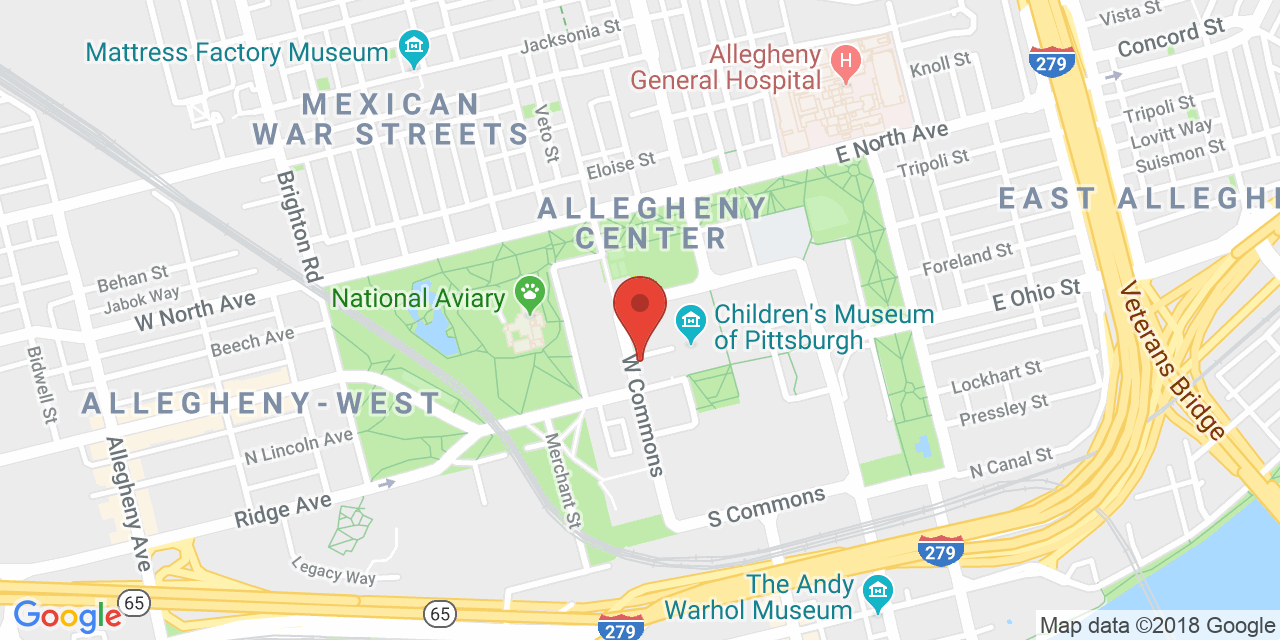 Vista St
Concord St
Jacksonia St
Mattress Factory Museum
Allegheny
General Hospital
H
Knoll St
279
MEXICAN
WAR STREETS
Veto St
Tripoli St
Lovitt Way
Suismon St
E North Ave
Tripoli St
Eloise St
Brighton Rd
ALLEGHENY
CENTER
EAST ALLEGHE
Foreland St
Behan St
Jabok Way
W North Ave
National Aviary
E Ohio St
Children's Museum
of Pittsburgh
Veterans Bridge
Beech Ave
Bidwell St
W Commons
Lockhart St
ALLEGHENY-WEST
Pressley St
N Lincoln Ave
Allegheny Ave
Merchant St
N Canal St
Ridge Ave
S Commons
279
Legacy Way
The Andy
Warhol Museum
65
65
279
Google
Map data ©2018 Google